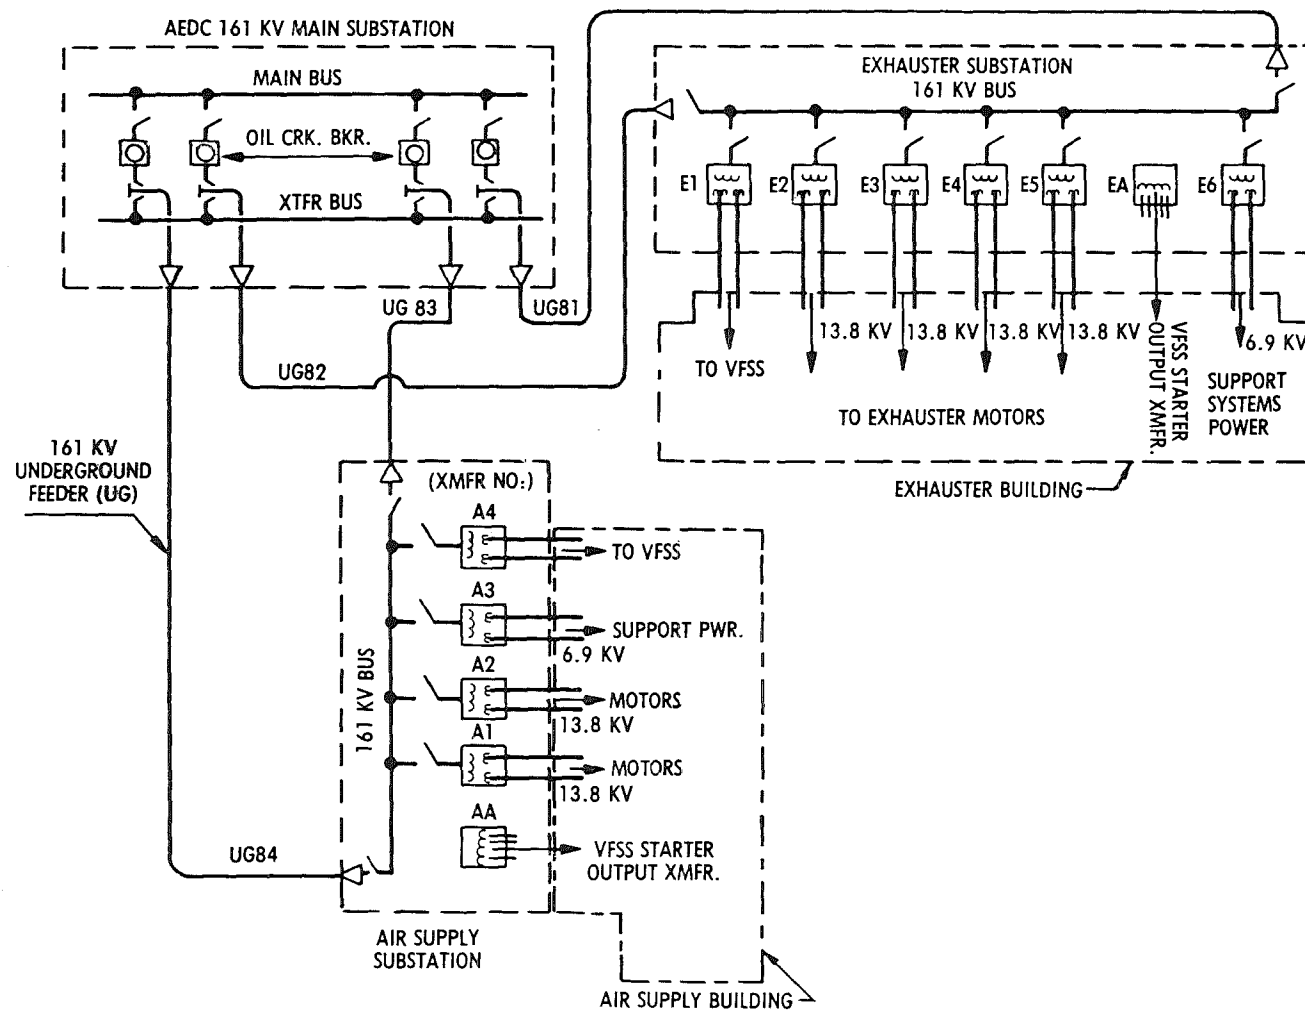 AEDC 161 KV MAIN SUBSTATION
MAIN BUS
OIL CRK. BKR.
XTFR BUS
UG 83
UG81
UG82
EXHAUSTER SUBSTATION
161 KV BUS
E1
E2
E3
E4
E5
EA
E6
13.8 KV
13.8 KV
13.8 KV
13.8 KV
6.9 KV
TO VFSS
VFSS STARTER
OUTPUT XMFR.
SUPPORT
SYSTEMS
POWER
TO EXHAUSTER MOTORS
EXHAUSTER BUILDING
161 KV
UNDERGROUND
FEEDER (UG)
(XMFR NO:)
A4
TO VFSS
A3
SUPPORT PWR.
6.9 KV
A2
MOTORS
13.8 KV
161 KV BUS
A1
MOTORS
13.8 KV
AA
VFSS STARTER
OUTPUT XMFR.
UG84
AIR SUPPLY
SUBSTATION
AIR SUPPLY BUILDING